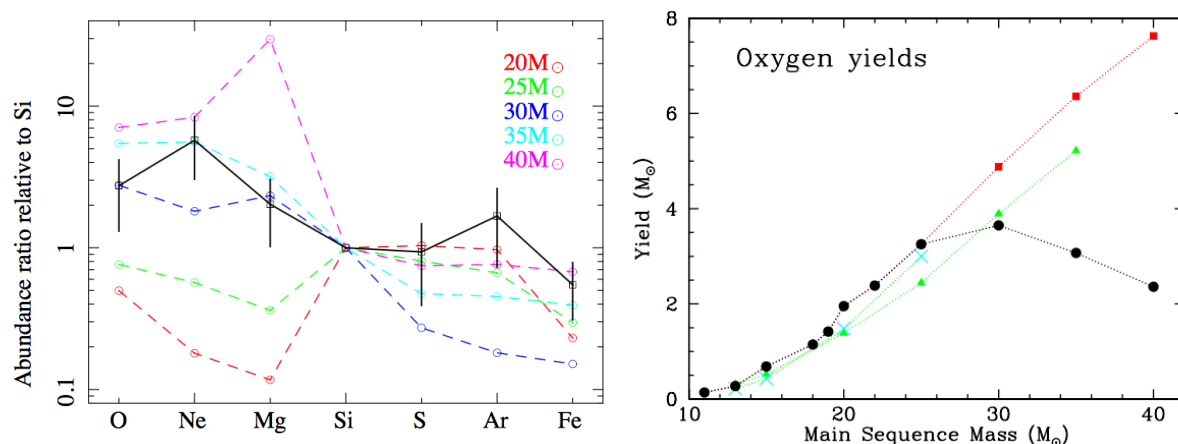 Abundance ratio relative to Si
10
1
0.1
20M⊙
25M⊙
30M⊙
35M⊙
40M⊙
O Ne Mg Si S Ar Fe
Oxygen yields
Yield (M⊙)
8
6
4
2
0
10 20 30 40
Main Sequence Mass (M⊙)